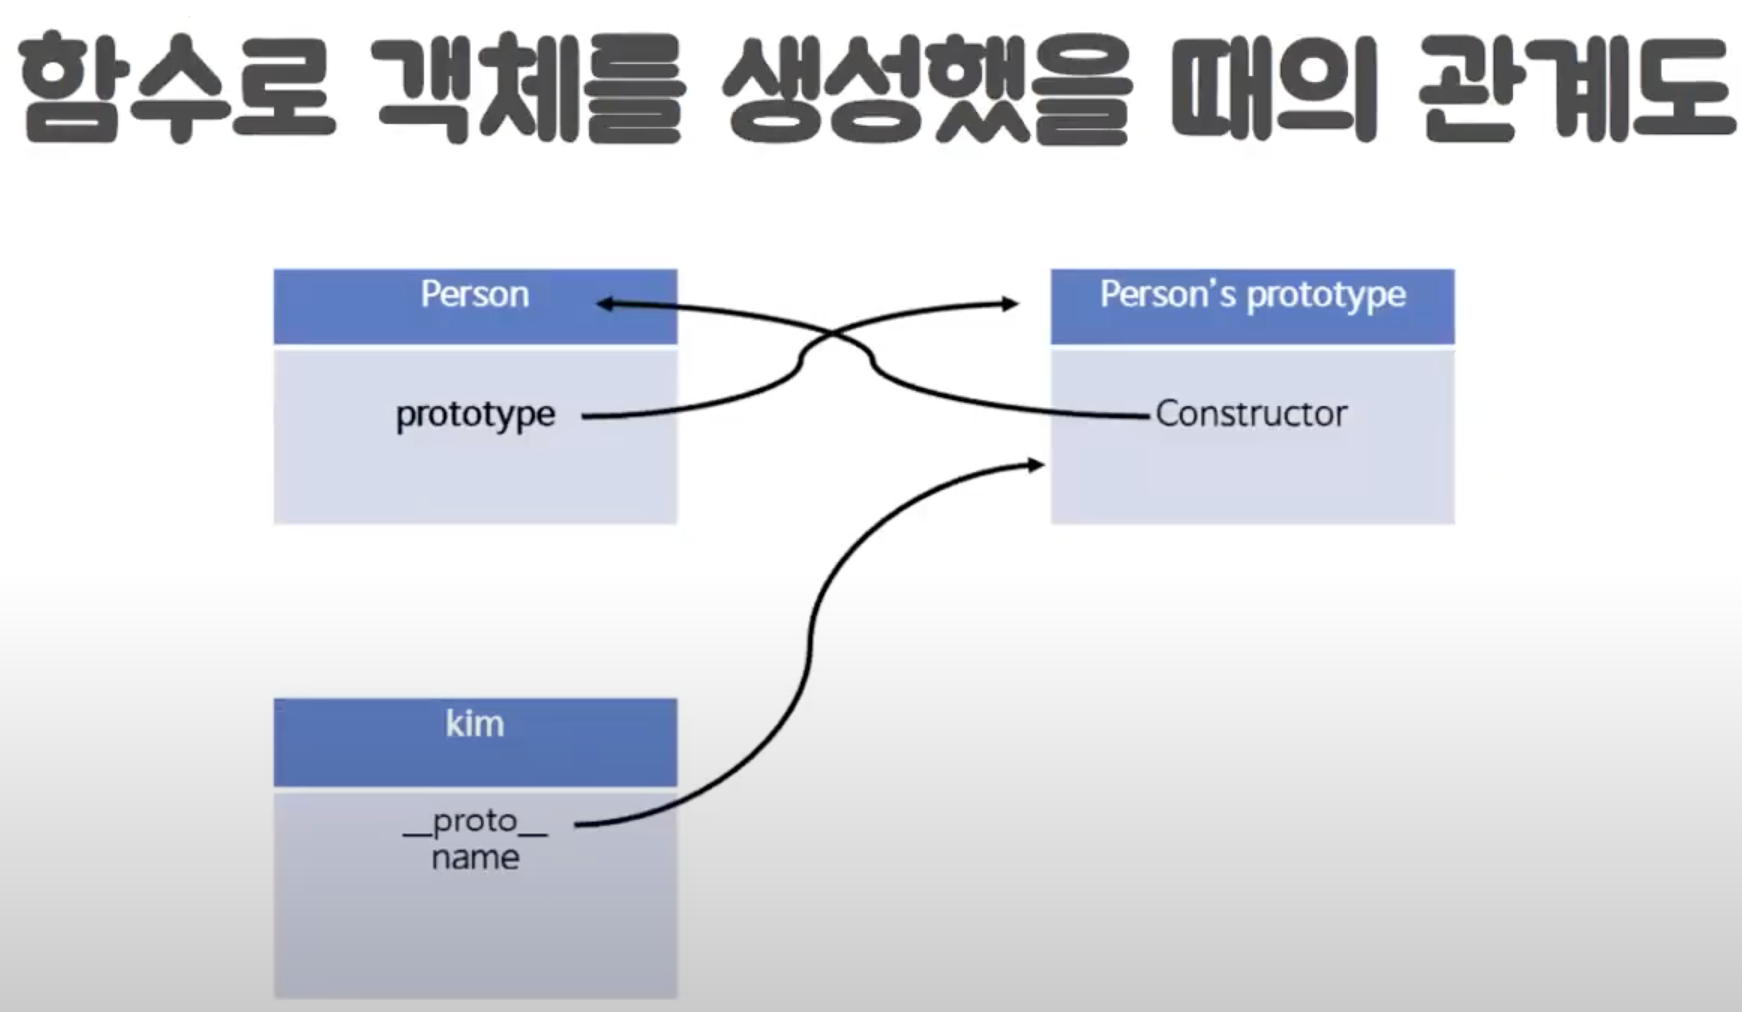 함수로 객체를 생성했을 때의 관계도
Person
Person's prototype
prototype
Constructor
kim
__proto__
name